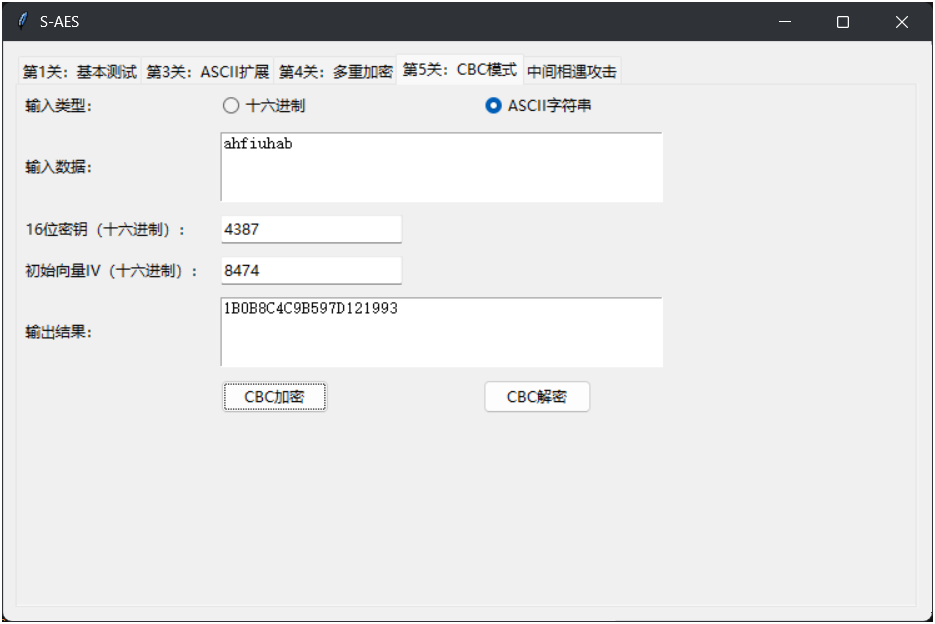 S-AES
第1关：基本测试 第3关：ASCII扩展 第4关：多重加密 第5关：CBC模式 中间相遇攻击
输入类型： 十六进制 ASCII字符串
输入数据： ahfiuhab
16位密钥（十六进制）： 4387
初始向量IV（十六进制）： 8474
输出结果： 1B0B8C4C9B597D121993
CBC加密 CBC解密